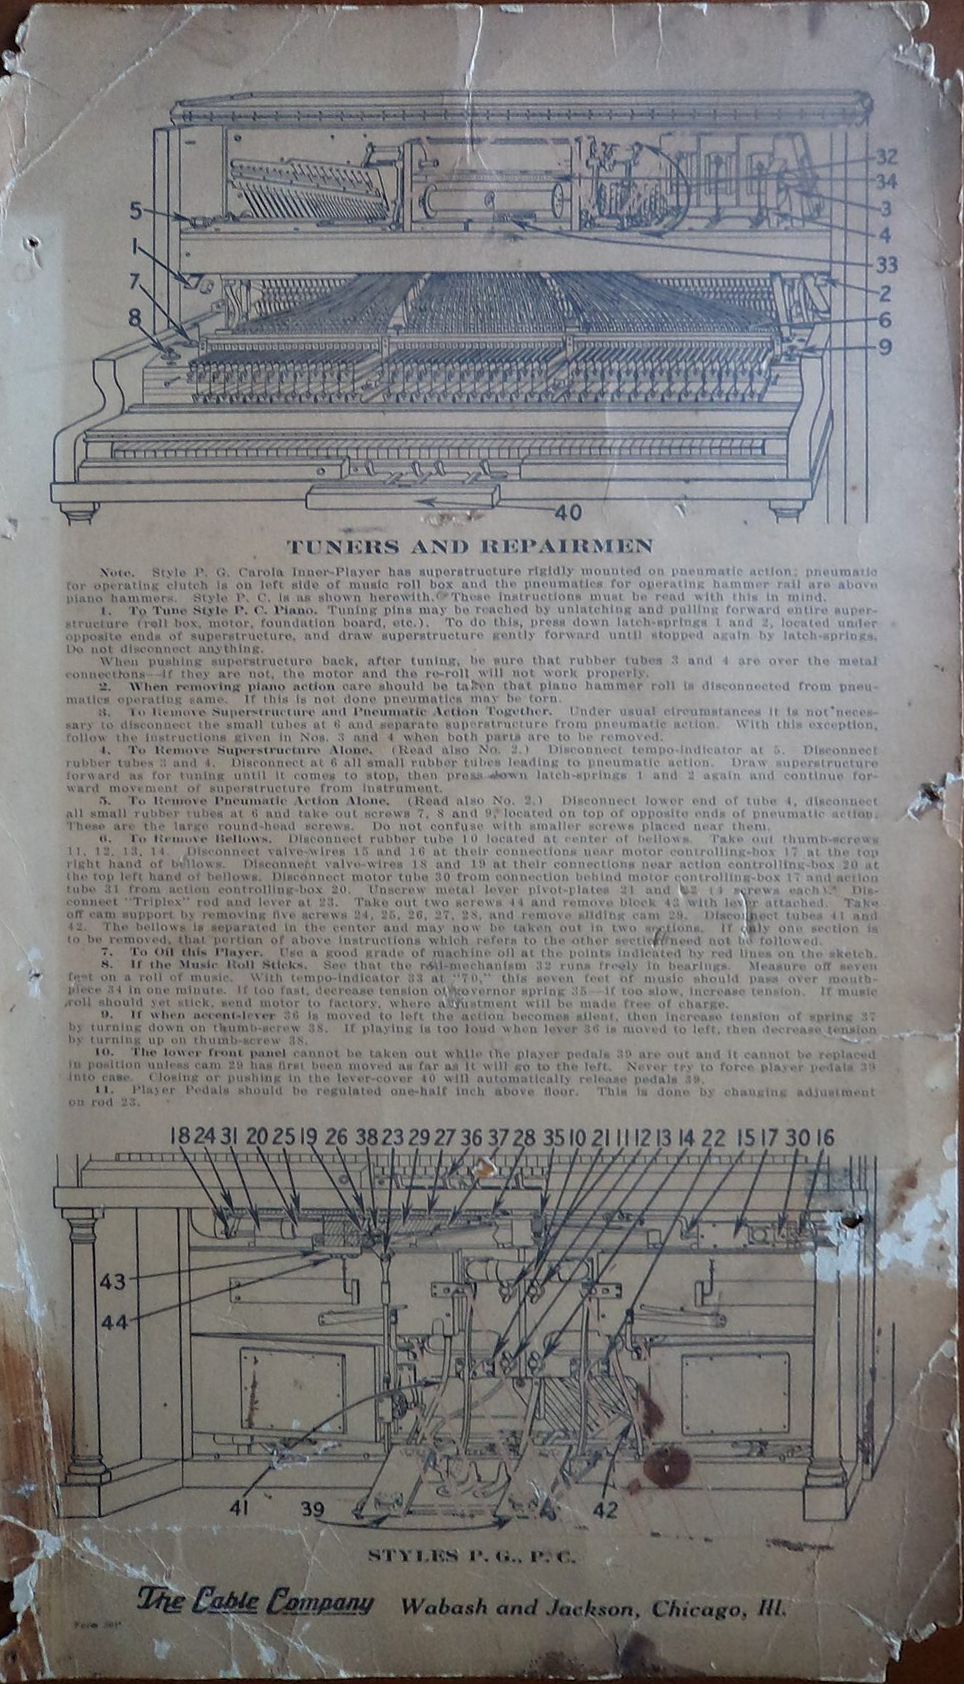 32
34
5
3
4
1
33
7
2
8
6
9
40
TUNERS AND REPAIRMEN
Note. Style P. G. Carola Inner-Player has superstructure rigidly mounted on pneumatic action; pneumatic
for operating clutch is on left side of music roll box and the pneumatics for operating hammer rail are above
piano hammers. Style P. C. is as shown herewith. These instructions must be read with this in mind.
1. To Tune Style P. C. Piano. Tuning pins may be reached by unlatching and pulling forward entire super-
structure (roll box, motor, foundation board, etc.). To do this, press down latch-springs 1 and 2, located under
opposite ends of superstructure, and draw superstructure gently forward until stopped again by latch-springs.
Do not disconnect anything.
When pushing superstructure back, after tuning, be sure that rubber tubes 3 and 4 are over the metal
connections—if they are not, the motor and the re-roll will not work properly.
2. When removing piano action care should be taken that piano hammer roll is disconnected from pneu-
matics operating same. If this is not done pneumatics may be torn.
3. To Remove Superstructure and Pneumatic Action Together. Under usual circumstances it is not neces-
sary to disconnect the small tubes at 6 and separate superstructure from pneumatic action. With this exception,
follow the instructions given in Nos. 3 and 4 when both parts are to be removed.
4. To Remove Superstructure Alone. (Read also No. 2.) Disconnect tempo-indicator at 5. Disconnect
rubber tubes 3 and 4. Disconnect at 6 all small rubber tubes leading to pneumatic action. Draw superstructure
forward as for tuning until it comes to stop, then press down latch-springs 1 and 2 again and continue for-
ward movement of superstructure from instrument.
5. To Remove Pneumatic Action Alone. (Read also No. 2.) Disconnect lower end of tube 4, disconnect
all small rubber tubes at 6 and take out screws 7, 8 and 9, located on top of opposite ends of pneumatic action.
These are the large round-head screws. Do not confuse with smaller screws placed near them.
6. To Remove Bellows. Disconnect rubber tube 10 located at center of bellows. Take out thumb-screws
11, 12, 13, 14. Disconnect valve-wires 15 and 16 at their connections near motor controlling-box 17 at the top
right hand of bellows. Disconnect valve-wires 18 and 19 at their connections near action controlling-box 20 at
the top left hand of bellows. Disconnect motor tube 30 from connection behind motor controlling-box 17 and action
tube 31 from action controlling-box 20. Unscrew metal lever pivot-plates 21 and 22 (4 screws each). Dis-
connect "Triplex" rod and lever at 23. Take out two screws 44 and remove block 43 with lever attached. Take
off cam support by removing five screws 24, 25, 26, 27, 28, and remove sliding cam 29. Disconnect tubes 41 and
42. The bellows is separated in the center and may now be taken out in two sections. If only one section is
to be removed, that portion of above instructions which refers to the other section need not be followed.
7. To Oil this Player. Use a good grade of machine oil at the points indicated by red lines on the sketch.
8. If the Music Roll Sticks. See that the roll-mechanism 32 runs freely in bearings. Measure off seven
feet on a roll of music. With tempo-indicator 33 at "70," this seven feet of music should pass over mouth-
piece 34 in one minute. If too fast, decrease tension of governor spring 35—if too slow, increase tension. If music
roll should yet stick, send motor to factory, where adjustment will be made free of charge.
9. If when accent-lever 36 is moved to left the action becomes silent, then increase tension of spring 37
by turning down on thumb-screw 38. If playing is too loud when lever 36 is moved to left, then decrease tension
by turning up on thumb-screw 38.
10. The lower front panel cannot be taken out while the player pedals 39 are out and it cannot be replaced
in position unless cam 29 has first been moved as far as it will go to the left. Never try to force player pedals 39
into case. Closing or pushing in the lever-cover 40 will automatically release pedals 39.
11. Player Pedals should be regulated one-half inch above floor. This is done by changing adjustment
on rod 23.
18 24 31 20 25 19 26 38 23 29 27 36 37 28 35 10 21 11 12 13 14 22 15 17 30 16
43
44
41 39 42
STYLES P. G., P. C.
The Cable Company Wabash and Jackson, Chicago, Ill.
Form